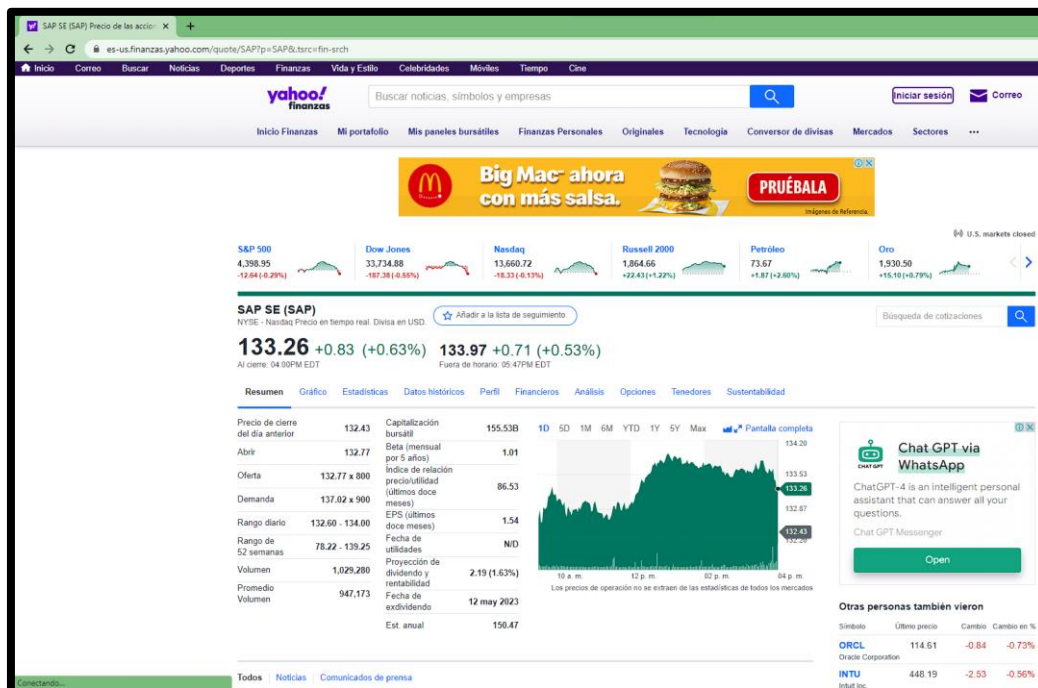 SAP SE (SAP) Precio de las accion
es-us.finanzas.yahoo.com/quote/SAP?p=SAP&.tsrc=fin-srch
Inicio Correo Buscar Noticias Deportes Finanzas Vida y Estilo Celebridades Móviles Tiempo Cine
yahoo!
finanzas
Buscar noticias, símbolos y empresas
Iniciar sesión
Correo
Inicio Finanzas Mi portafolio Mis paneles bursátiles Finanzas Personales Originales Tecnología Conversor de divisas Mercados Sectores ...
Big Mac ahora
con más salsa.
PRUÉBALA
Imágenes de Referencia.
U.S. markets closed
S&P 500 Dow Jones Nasdaq Russell 2000 Petróleo Oro
4,398.95 33,734.88 13,660.72 1,864.66 73.67 1,930.50
-12.64 (-0.29%) -187.38 (-0.55%) -18.33 (-0.13%) +22.43 (+1.22%) +1.87 (+2.60%) +15.10 (+0.79%)
SAP SE (SAP)
NYSE - Nasdaq Precio en tiempo real. Divisa en USD.
Añadir a la lista de seguimiento
Búsqueda de cotizaciones
133.26 +0.83 (+0.63%) 133.97 +0.71 (+0.53%)
Al cierre: 04:00PM EDT Fuera de horario: 05:47PM EDT
Resumen Gráfico Estadísticas Datos históricos Perfil Financieros Análisis Opciones Tenedores Sustentabilidad
Precio de cierre
del día anterior 132.43
Abrir 132.77
Oferta 132.77 x 800
Demanda 137.02 x 900
Rango diario 132.60 - 134.00
Rango de
52 semanas 78.22 - 139.25
Volumen 1,029,280
Promedio
Volumen 947,173
Capitalización
bursátil 155.53B
Beta (mensual
por 5 años) 1.01
Índice de relación
precio/utilidad
(últimos doce
meses) 86.53
EPS (últimos
doce meses) 1.54
Fecha de
utilidades N/D
Proyección de
dividendo y
rentabilidad 2.19 (1.63%)
Fecha de
exdividendo 12 may 2023
Est. anual 150.47
1D 5D 1M 6M YTD 1Y 5Y Max Pantalla completa
134.20
133.53
133.26
132.87
132.43
132.20
10 a. m. 12 p. m. 02 p. m. 04 p. m.
Los precios de operación no se extraen de las estadísticas de todos los mercados
CHAT GPT
Chat GPT via
WhatsApp
ChatGPT-4 is an intelligent personal
assistant that can answer all your
questions.
Chat GPT Messenger
Open
Otras personas también vieron
Símbolo Último precio Cambio Cambio en %
ORCL 114.61 -0.84 -0.73%
Oracle Corporation
INTU 448.19 -2.53 -0.56%
Intuit Inc.
Todos Noticias Comunicados de prensa
Conectando...